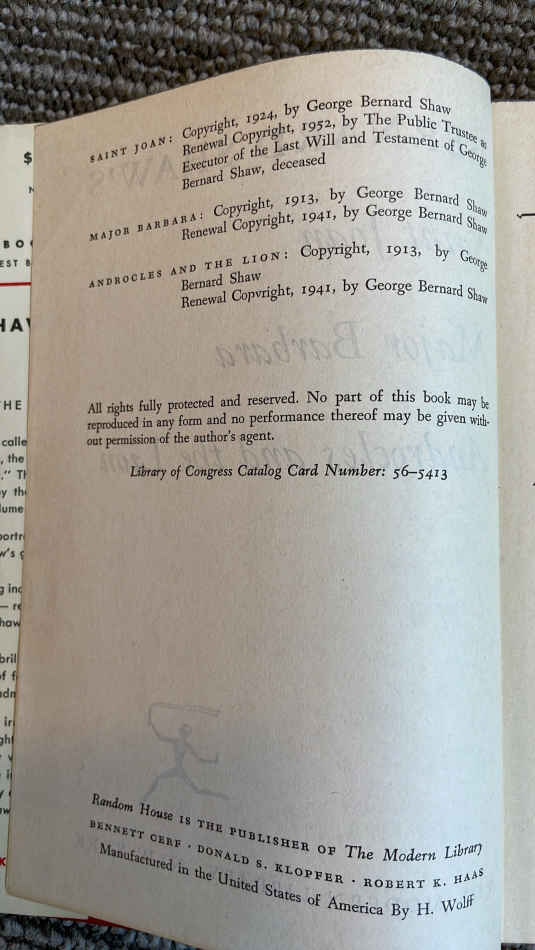 SAINT JOAN: Copyright, 1924, by George Bernard Shaw
Renewal Copyright, 1952, by The Public Trustee as
Executor of the Last Will and Testament of George
Bernard Shaw, deceased
MAJOR BARBARA: Copyright, 1913, by George Bernard Shaw
Renewal Copyright, 1941, by George Bernard Shaw
ANDROCLES AND THE LION: Copyright, 1913, by George
Bernard Shaw
Renewal Copyright, 1941, by George Bernard Shaw
All rights fully protected and reserved. No part of this book may be
reproduced in any form and no performance thereof may be given with-
out permission of the author's agent.
Library of Congress Catalog Card Number: 56-5413
Random House IS THE PUBLISHER OF The Modern Library
BENNETT CERF · DONALD S. KLOPFER · ROBERT K. HAAS
Manufactured in the United States of America By H. Wolff